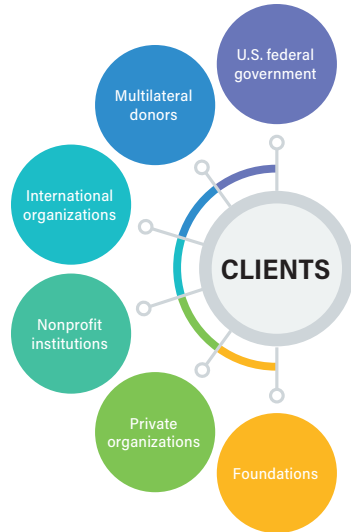 U.S. federal
government
Multilateral
donors
International
organizations
CLIENTS
Nonprofit
institutions
Private
organizations
Foundations